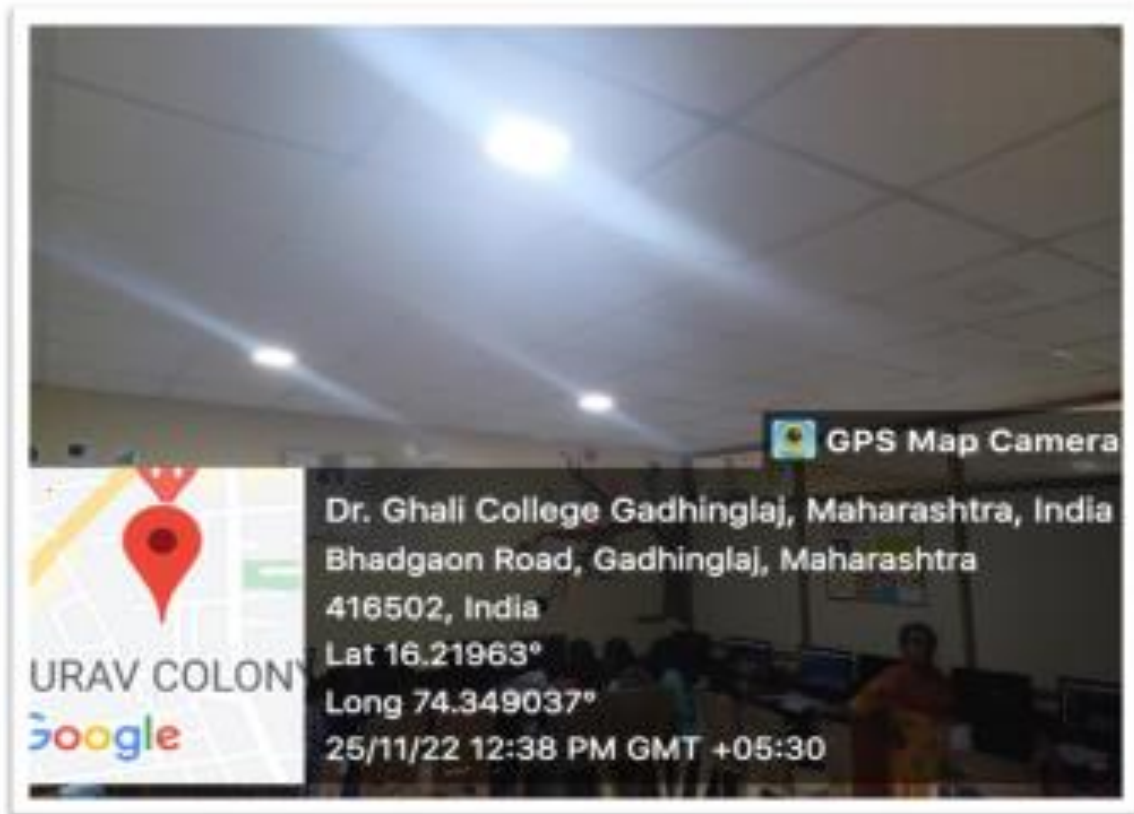 GPS Map Camera
Dr. Ghali College Gadhinglaj, Maharashtra, India
Bhadgaon Road, Gadhinglaj, Maharashtra
416502, India
Lat 16.21963°
Long 74.349037°
25/11/22 12:38 PM GMT +05:30
URAV COLONY
Google